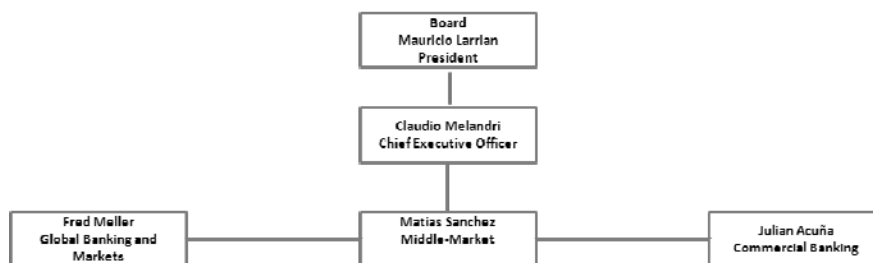 Board
Mauricio Larrian
President
Claudio Melandri
Chief Executive Officer
Fred Meller
Global Banking and
Markets
Matias Sanchez
Middle-Market
Julian Acuña
Commercial Banking